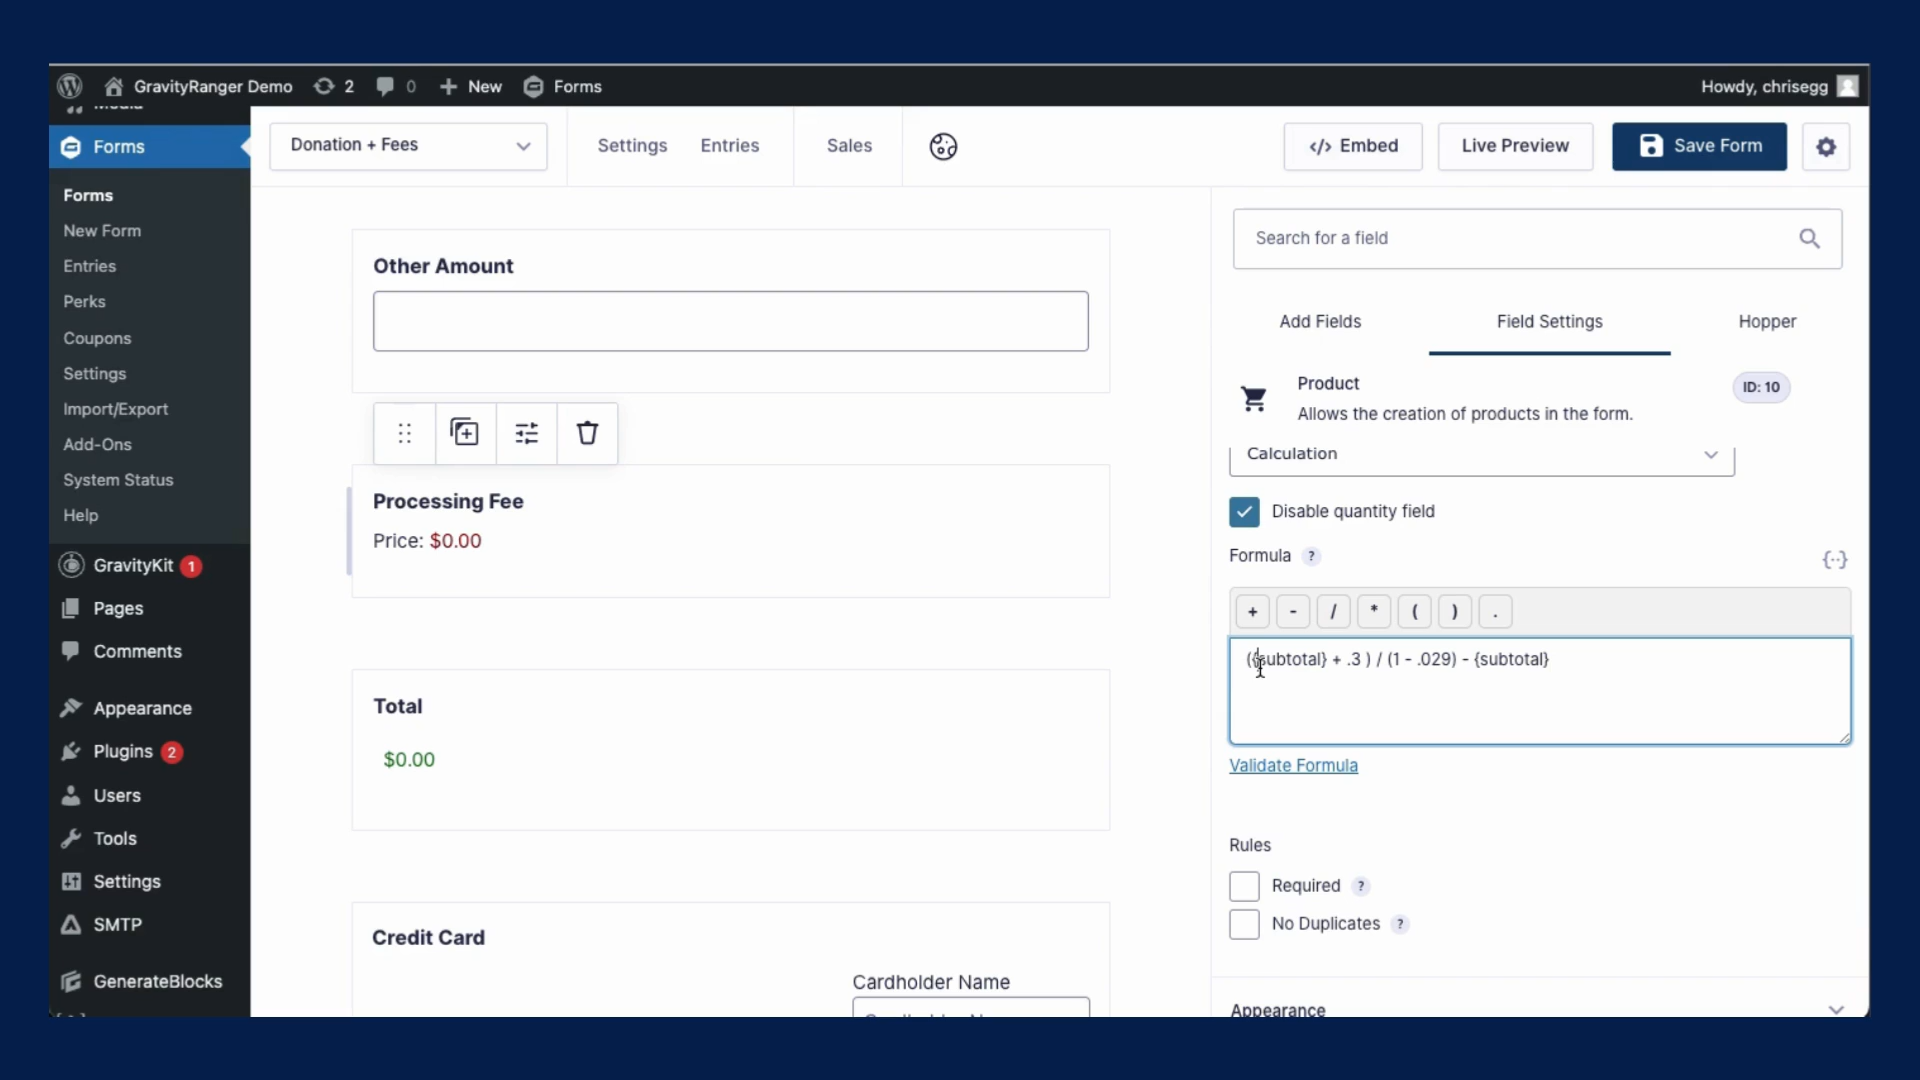 GravityRanger Demo 2 0 New Forms Howdy, chrisegg
Media
Forms
Forms
New Form
Entries
Perks
Coupons
Settings
Import/Export
Add-Ons
System Status
Help
GravityKit 1
Pages
Comments
Appearance
Plugins 2
Users
Tools
Settings
SMTP
GenerateBlocks
Donation + Fees Settings Entries Sales </> Embed Live Preview Save Form
Other Amount
Processing Fee
Price: $0.00
Total
$0.00
Credit Card
Cardholder Name
Search for a field
Add Fields Field Settings Hopper
Product ID: 10
Allows the creation of products in the form.
Calculation
Disable quantity field
Formula ? {··}
+ - / * ( ) .
({subtotal} + .3 ) / (1 - .029) - {subtotal}
Validate Formula
Rules
Required ?
No Duplicates ?
Appearance